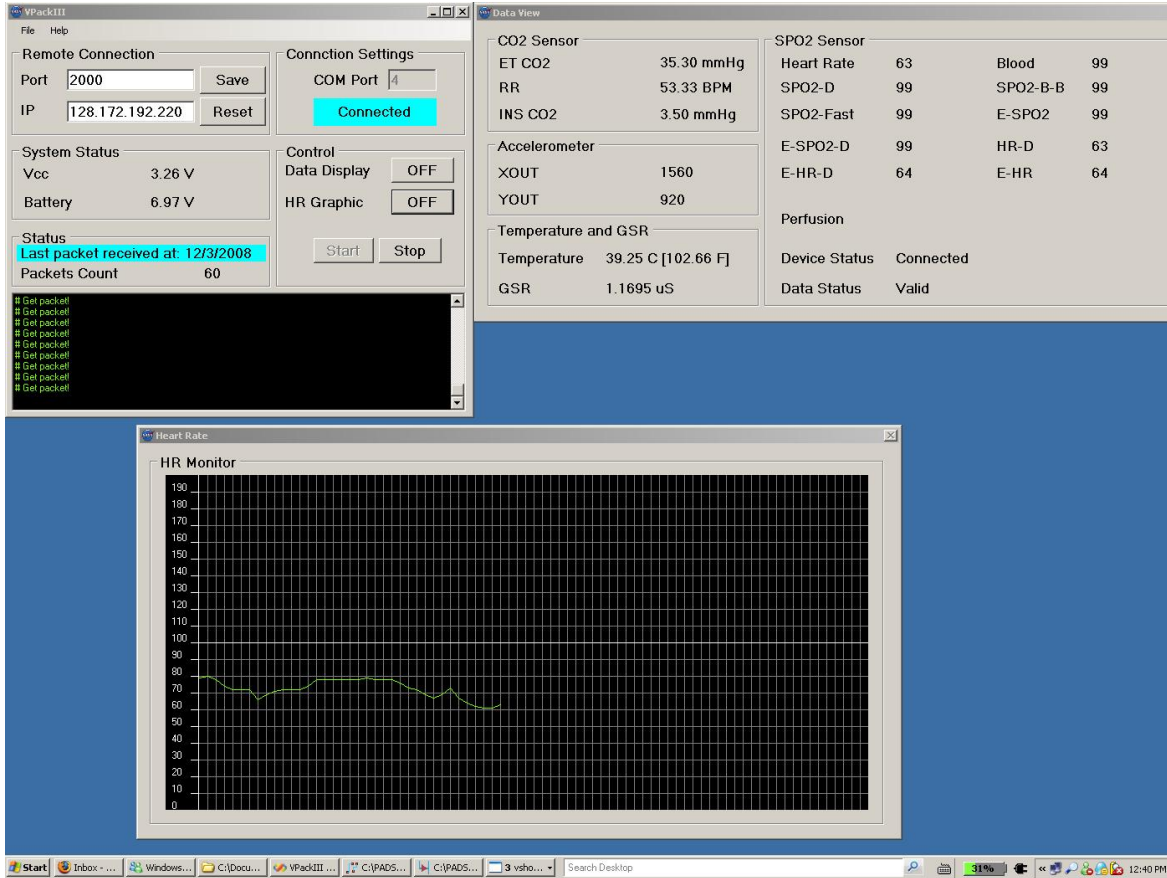 VPackIII
File Help
Remote Connection
Port 2000 Save
IP 128.172.192.220 Reset
Connction Settings
COM Port 4
Connected
System Status
Vcc 3.26 V
Battery 6.97 V
Control
Data Display OFF
HR Graphic OFF
Start Stop
Status
Last packet received at: 12/3/2008
Packets Count 60
# Get packet!
# Get packet!
# Get packet!
# Get packet!
# Get packet!
# Get packet!
# Get packet!
# Get packet!
# Get packet!
Data View
CO2 Sensor
ET CO2 35.30 mmHg
RR 53.33 BPM
INS CO2 3.50 mmHg
Accelerometer
XOUT 1560
YOUT 920
Temperature and GSR
Temperature 39.25 C [102.66 F]
GSR 1.1695 uS
SPO2 Sensor
Heart Rate 63 Blood 99
SPO2-D 99 SPO2-B-B 99
SPO2-Fast 99 E-SPO2 99
E-SPO2-D 99 HR-D 63
E-HR-D 64 E-HR 64
Perfusion
Device Status Connected
Data Status Valid
Heart Rate
HR Monitor
190
180
170
160
150
140
130
120
110
100
90
80
70
60
50
40
30
20
10
0
Start Inbox - ... Windows... C:\Docu... VPackIII ... C:\PADS... C:\PADS... 3 vsho... Search Desktop 31% « 12:40 PM